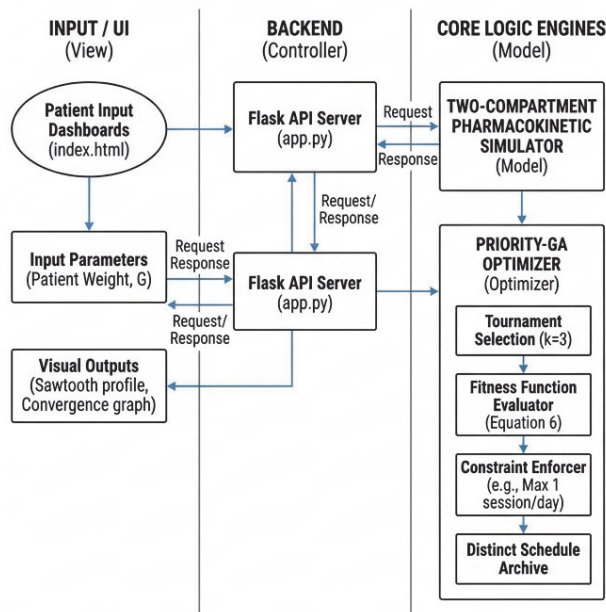 INPUT / UI
(View)
BACKEND
(Controller)
CORE LOGIC ENGINES
(Model)
Patient Input
Dashboards
(index.html)
Flask API Server
(app.py)
Request
Response
TWO-COMPARTMENT
PHARMACOKINETIC
SIMULATOR
(Model)
Request/
Response
Input Parameters
(Patient Weight, G)
Request
Response
Request/
Response
Flask API Server
(app.py)
PRIORITY-GA
OPTIMIZER
(Optimizer)
Visual Outputs
(Sawtooth profile,
Convergence graph)
Tournament
Selection (k=3)
Fitness Function
Evaluator
(Equation 6)
Constraint Enforcer
(e.g., Max 1
session/day)
Distinct Schedule
Archive